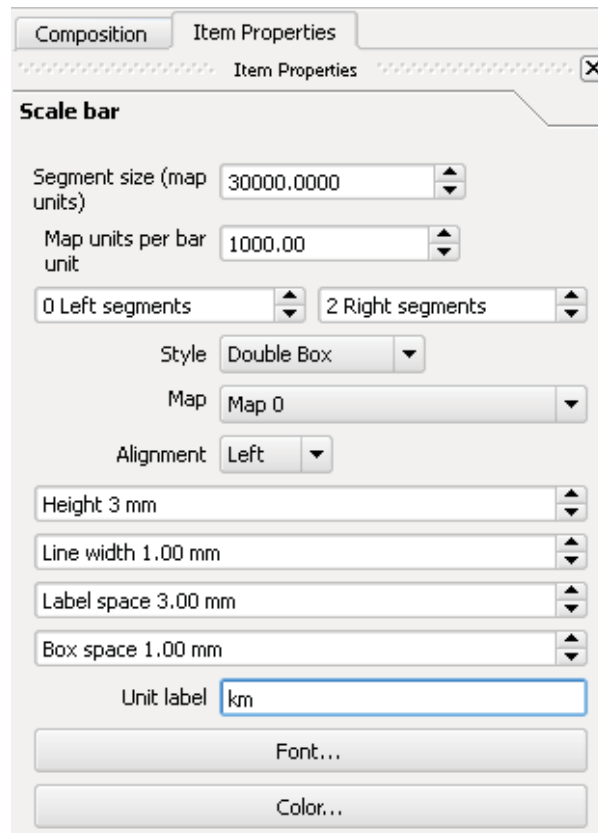 Composition Item Properties
Item Properties
Scale bar
Segment size (map
units) 30000.0000
Map units per bar
unit 1000.00
0 Left segments 2 Right segments
Style Double Box
Map Map 0
Alignment Left
Height 3 mm
Line width 1.00 mm
Label space 3.00 mm
Box space 1.00 mm
Unit label km
Font...
Color...